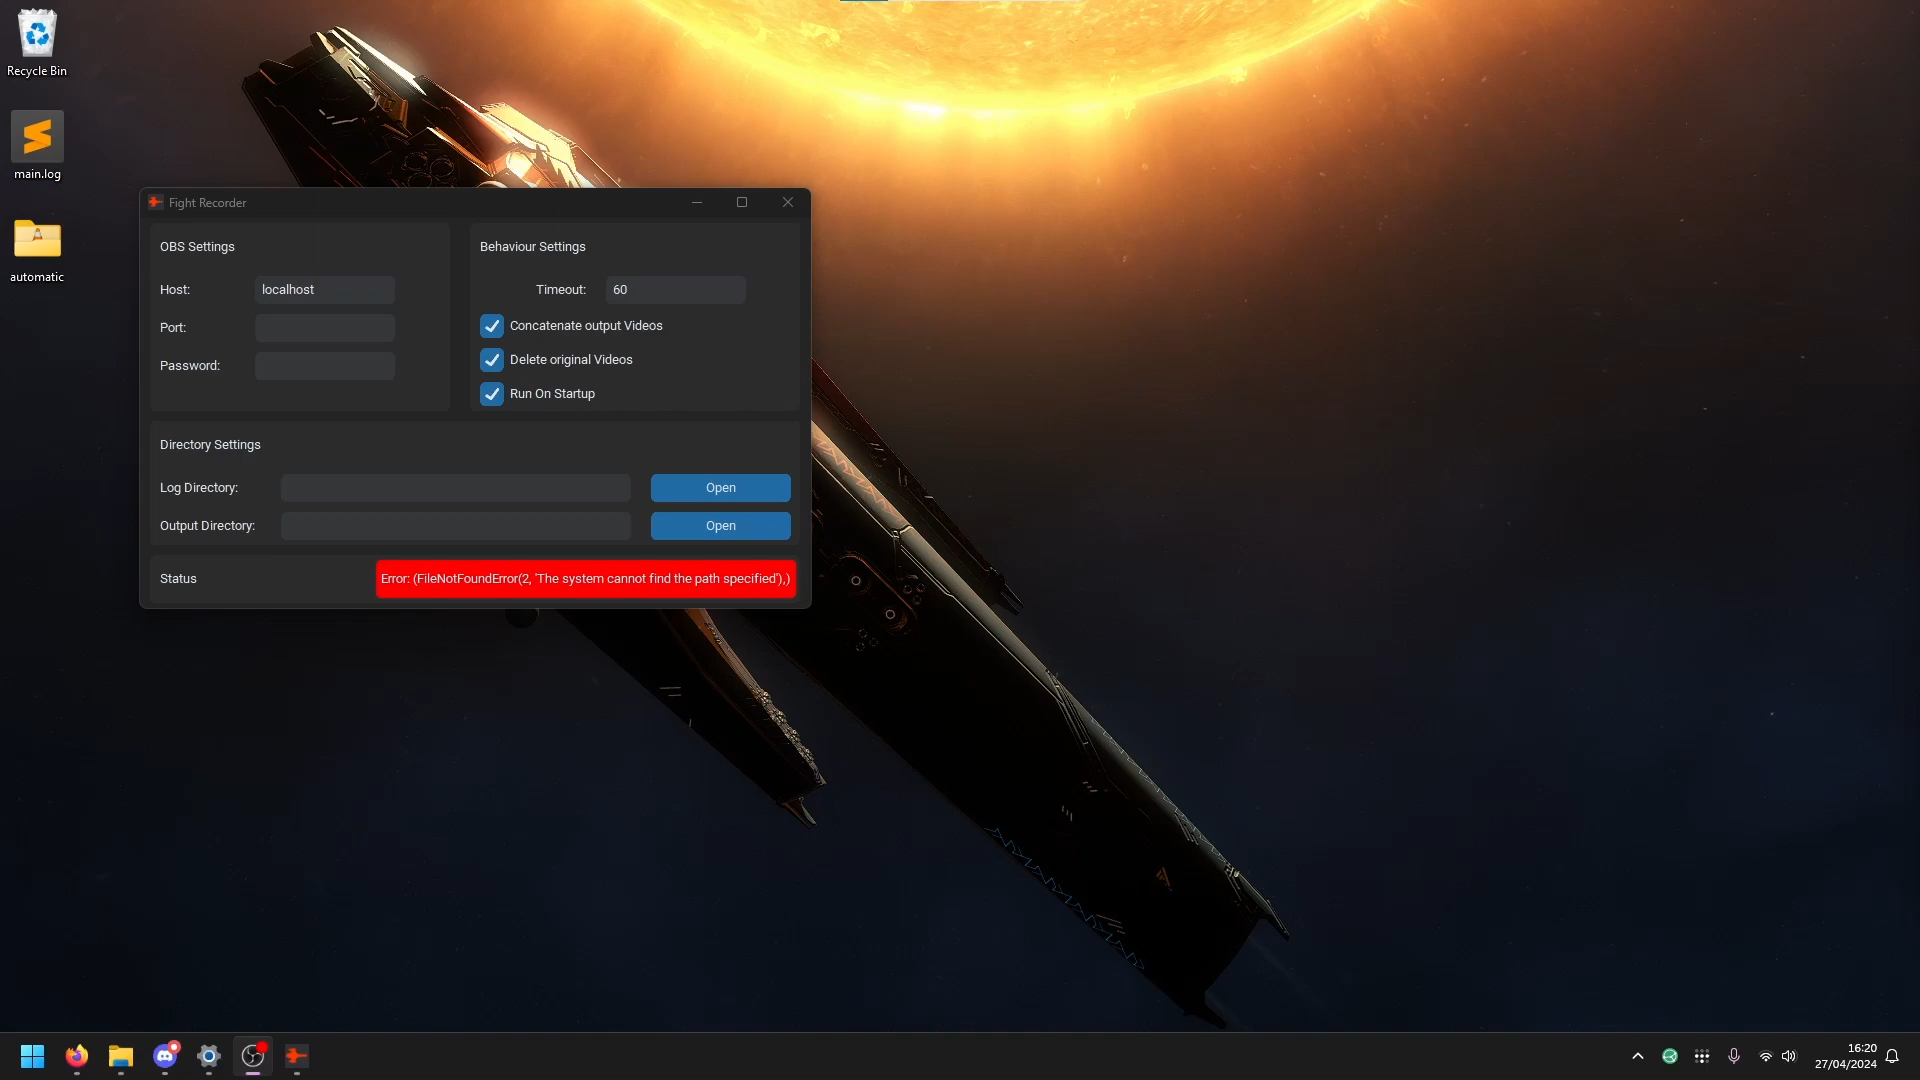 Recycle Bin
main.log
automatic
Fight Recorder
OBS Settings
Host: localhost
Port:
Password:
Behaviour Settings
Timeout: 60
Concatenate output Videos
Delete original Videos
Run On Startup
Directory Settings
Log Directory: Open
Output Directory: Open
Status Error: (FileNotFoundError(2, 'The system cannot find the path specified'),)
16:20
27/04/2024